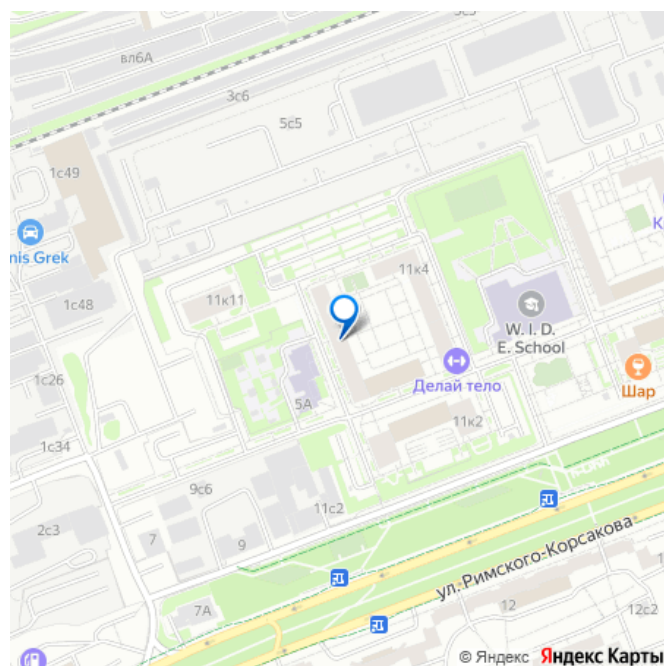 вл6А
3с6
5с5
1с49
nis Grek
11к4
11к11
1с48
W. I. D.
E. School
Делай тело
Шар
1с26
5А
11к2
1с34
9с6
11с2
2с3
7
9
ул. Римского-Корсакова
7А
12
12с2
© Яндекс Яндекс Карты